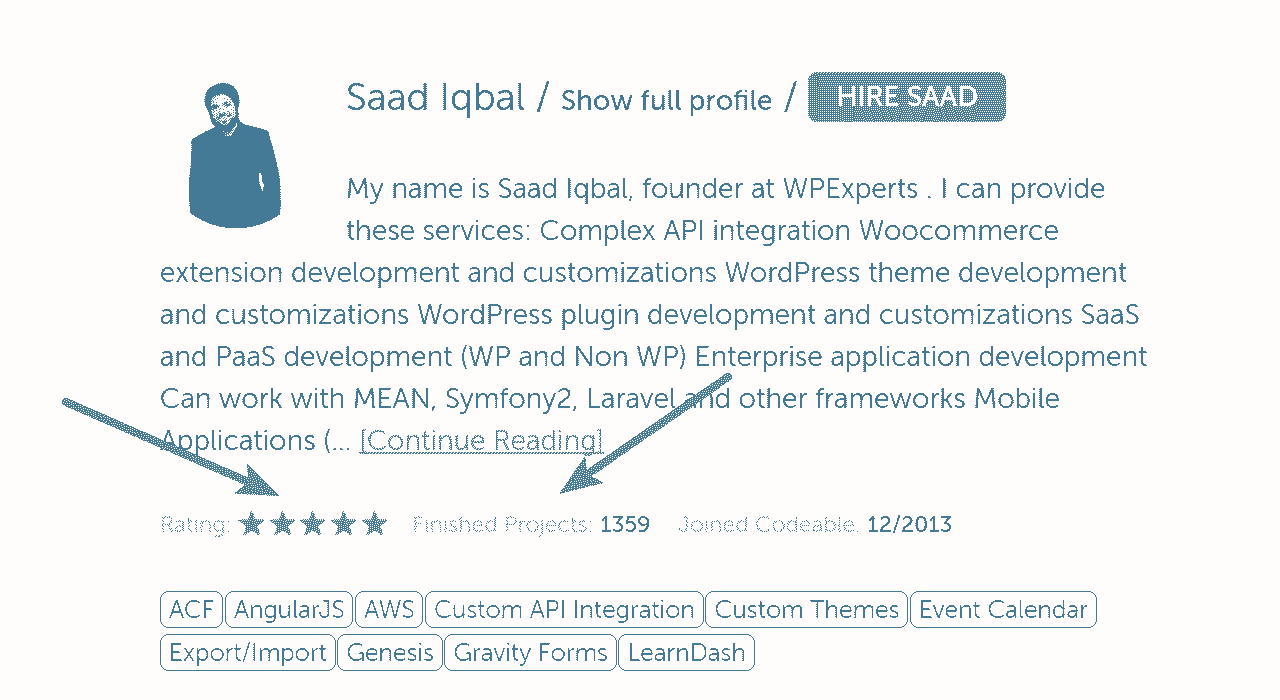 Saad Iqbal / Show full profile / HIRE SAAD
My name is Saad Iqbal, founder at WPExperts . I can provide
these services: Complex API integration Woocommerce
extension development and customizations WordPress theme development
and customizations WordPress plugin development and customizations SaaS
and PaaS development (WP and Non WP) Enterprise application development
Can work with MEAN, Symfony2, Laravel and other frameworks Mobile
Applications (... [Continue Reading]
Rating: Finished Projects: 1359 Joined Codeable: 12/2013
ACF AngularJS AWS Custom API Integration Custom Themes Event Calendar
Export/Import Genesis Gravity Forms LearnDash